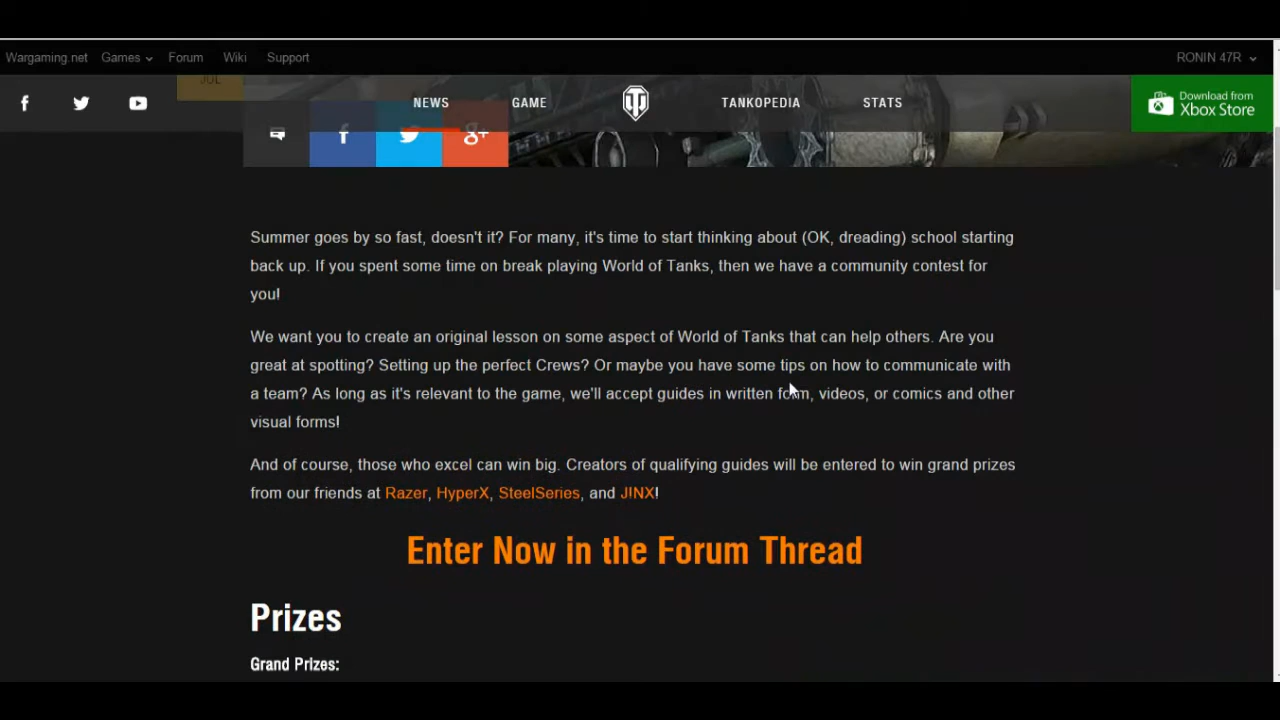 Wargaming.net Games Forum Wiki Support RONIN 47R
JUL
f NEWS GAME TANKOPEDIA STATS Download from
Xbox Store
f g+
Summer goes by so fast, doesn't it? For many, it's time to start thinking about (OK, dreading) school starting
back up. If you spent some time on break playing World of Tanks, then we have a community contest for
you!
We want you to create an original lesson on some aspect of World of Tanks that can help others. Are you
great at spotting? Setting up the perfect Crews? Or maybe you have some tips on how to communicate with
a team? As long as it's relevant to the game, we'll accept guides in written form, videos, or comics and other
visual forms!
And of course, those who excel can win big. Creators of qualifying guides will be entered to win grand prizes
from our friends at Razer, HyperX, SteelSeries, and J!NX!
Enter Now in the Forum Thread
Prizes
Grand Prizes: